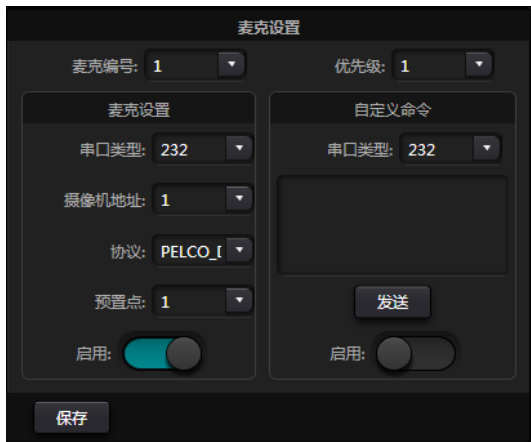 麦克设置
麦克编号: 1 优先级: 1
麦克设置
串口类型: 232
摄像机地址: 1
协议: PELCO_D
预置点: 1
启用:
自定义命令
串口类型: 232
发送
启用:
保存